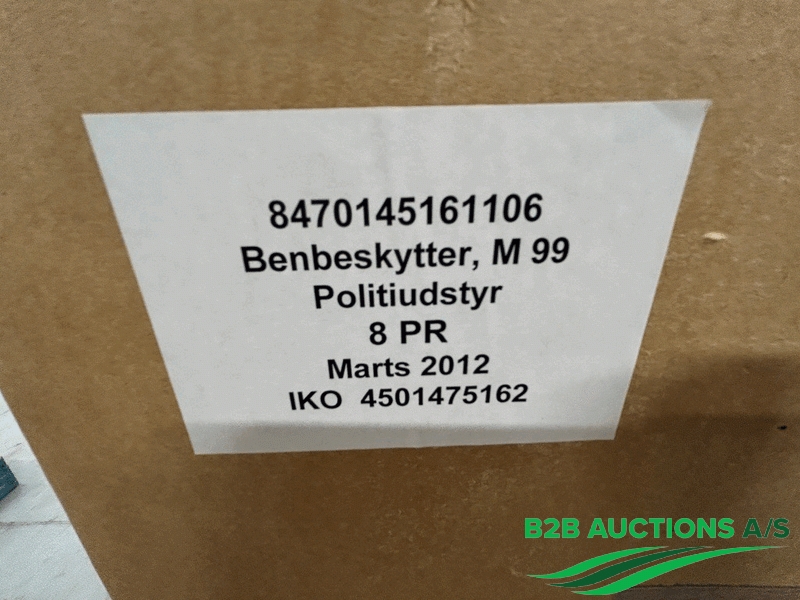 8470145161106
Benbeskytter, M 99
Politiudstyr
8 PR
Marts 2012
IKO 4501475162
B2B AUCTIONS A/S